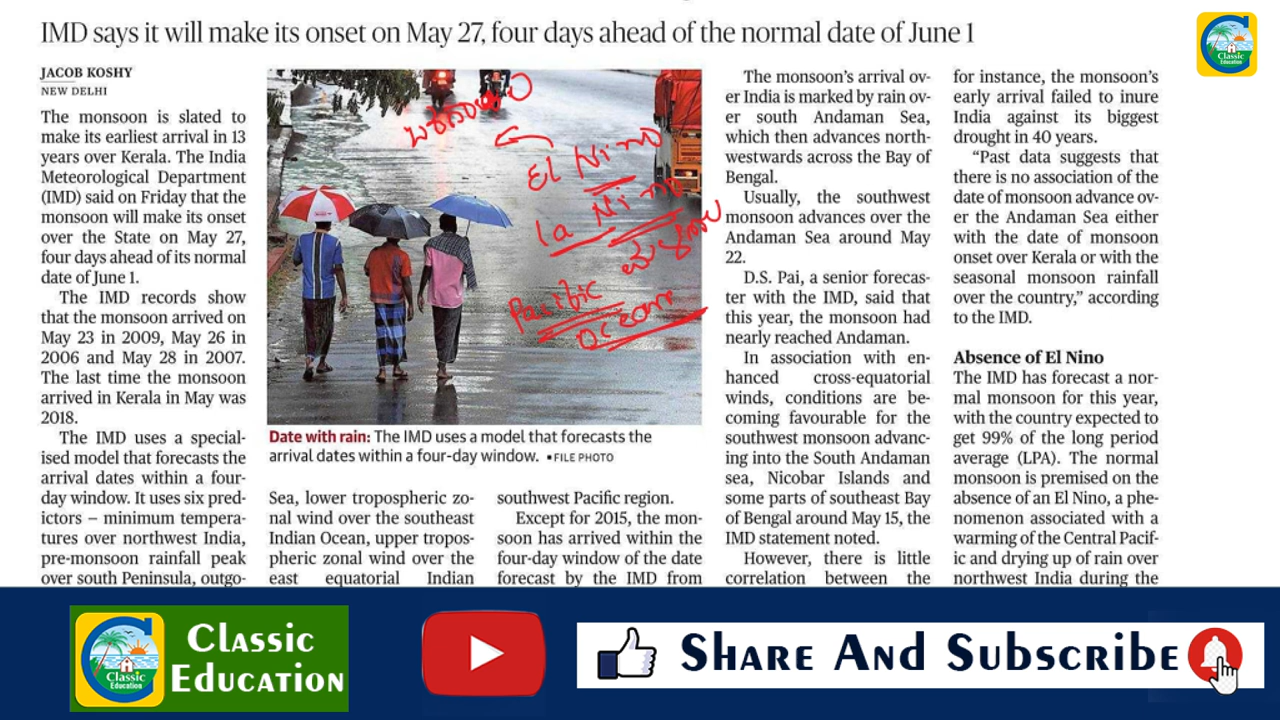 IMD says it will make its onset on May 27, four days ahead of the normal date of June 1
Classic
Education
JACOB KOSHY
NEW DELHI
The monsoon is slated to
make its earliest arrival in 13
years over Kerala. The India
Meteorological Department
(IMD) said on Friday that the
monsoon will make its onset
over the State on May 27,
four days ahead of its normal
date of June 1.
The IMD records show
that the monsoon arrived on
May 23 in 2009, May 26 in
2006 and May 28 in 2007.
The last time the monsoon
arrived in Kerala in May was
2018.
The IMD uses a special-
ised model that forecasts the
arrival dates within a four-
day window. It uses six pred-
ictors – minimum tempera-
tures over northwest India,
pre-monsoon rainfall peak
over south Peninsula, outgo-
El Nino
la Nino
Pacific
ocean
Date with rain: The IMD uses a model that forecasts the
arrival dates within a four-day window. ▪FILE PHOTO
Sea, lower tropospheric zo-
nal wind over the southeast
Indian Ocean, upper tropos-
pheric zonal wind over the
east equatorial Indian
southwest Pacific region.
Except for 2015, the mon-
soon has arrived within the
four-day window of the date
forecast by the IMD from
The monsoon's arrival ov-
er India is marked by rain ov-
er south Andaman Sea,
which then advances north-
westwards across the Bay of
Bengal.
Usually, the southwest
monsoon advances over the
Andaman Sea around May
22.
D.S. Pai, a senior forecas-
ter with the IMD, said that
this year, the monsoon had
nearly reached Andaman.
In association with en-
hanced cross-equatorial
winds, conditions are be-
coming favourable for the
southwest monsoon advanc-
ing into the South Andaman
sea, Nicobar Islands and
some parts of southeast Bay
of Bengal around May 15, the
IMD statement noted.
However, there is little
correlation between the
for instance, the monsoon's
early arrival failed to inure
India against its biggest
drought in 40 years.
“Past data suggests that
there is no association of the
date of monsoon advance ov-
er the Andaman Sea either
with the date of monsoon
onset over Kerala or with the
seasonal monsoon rainfall
over the country,” according
to the IMD.
Absence of El Nino
The IMD has forecast a nor-
mal monsoon for this year,
with the country expected to
get 99% of the long period
average (LPA). The normal
monsoon is premised on the
absence of an El Nino, a phe-
nomenon associated with a
warming of the Central Pacif-
ic and drying up of rain over
northwest India during the
Classic
Education
Classic
Education
Share And Subscribe